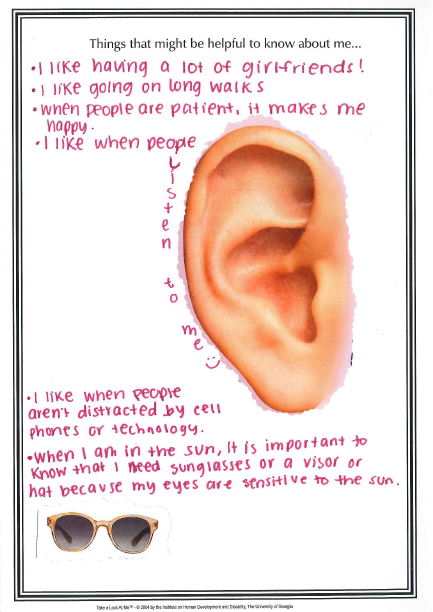 Things that might be helpful to know about me...
• I like having a lot of girlfriends!
• I like going on long walks
• when people are patient, it makes me
happy.
• I like when people
Listen
to
me
• I like when people
aren't distracted by cell
phones or technology.
• when I am in the sun, it is important to
know that I need sunglasses or a visor or
hat because my eyes are sensitive to the sun.
Take a Look At Me™ - © 2004 by the Institute on Human Development and Disability, The University of Georgia